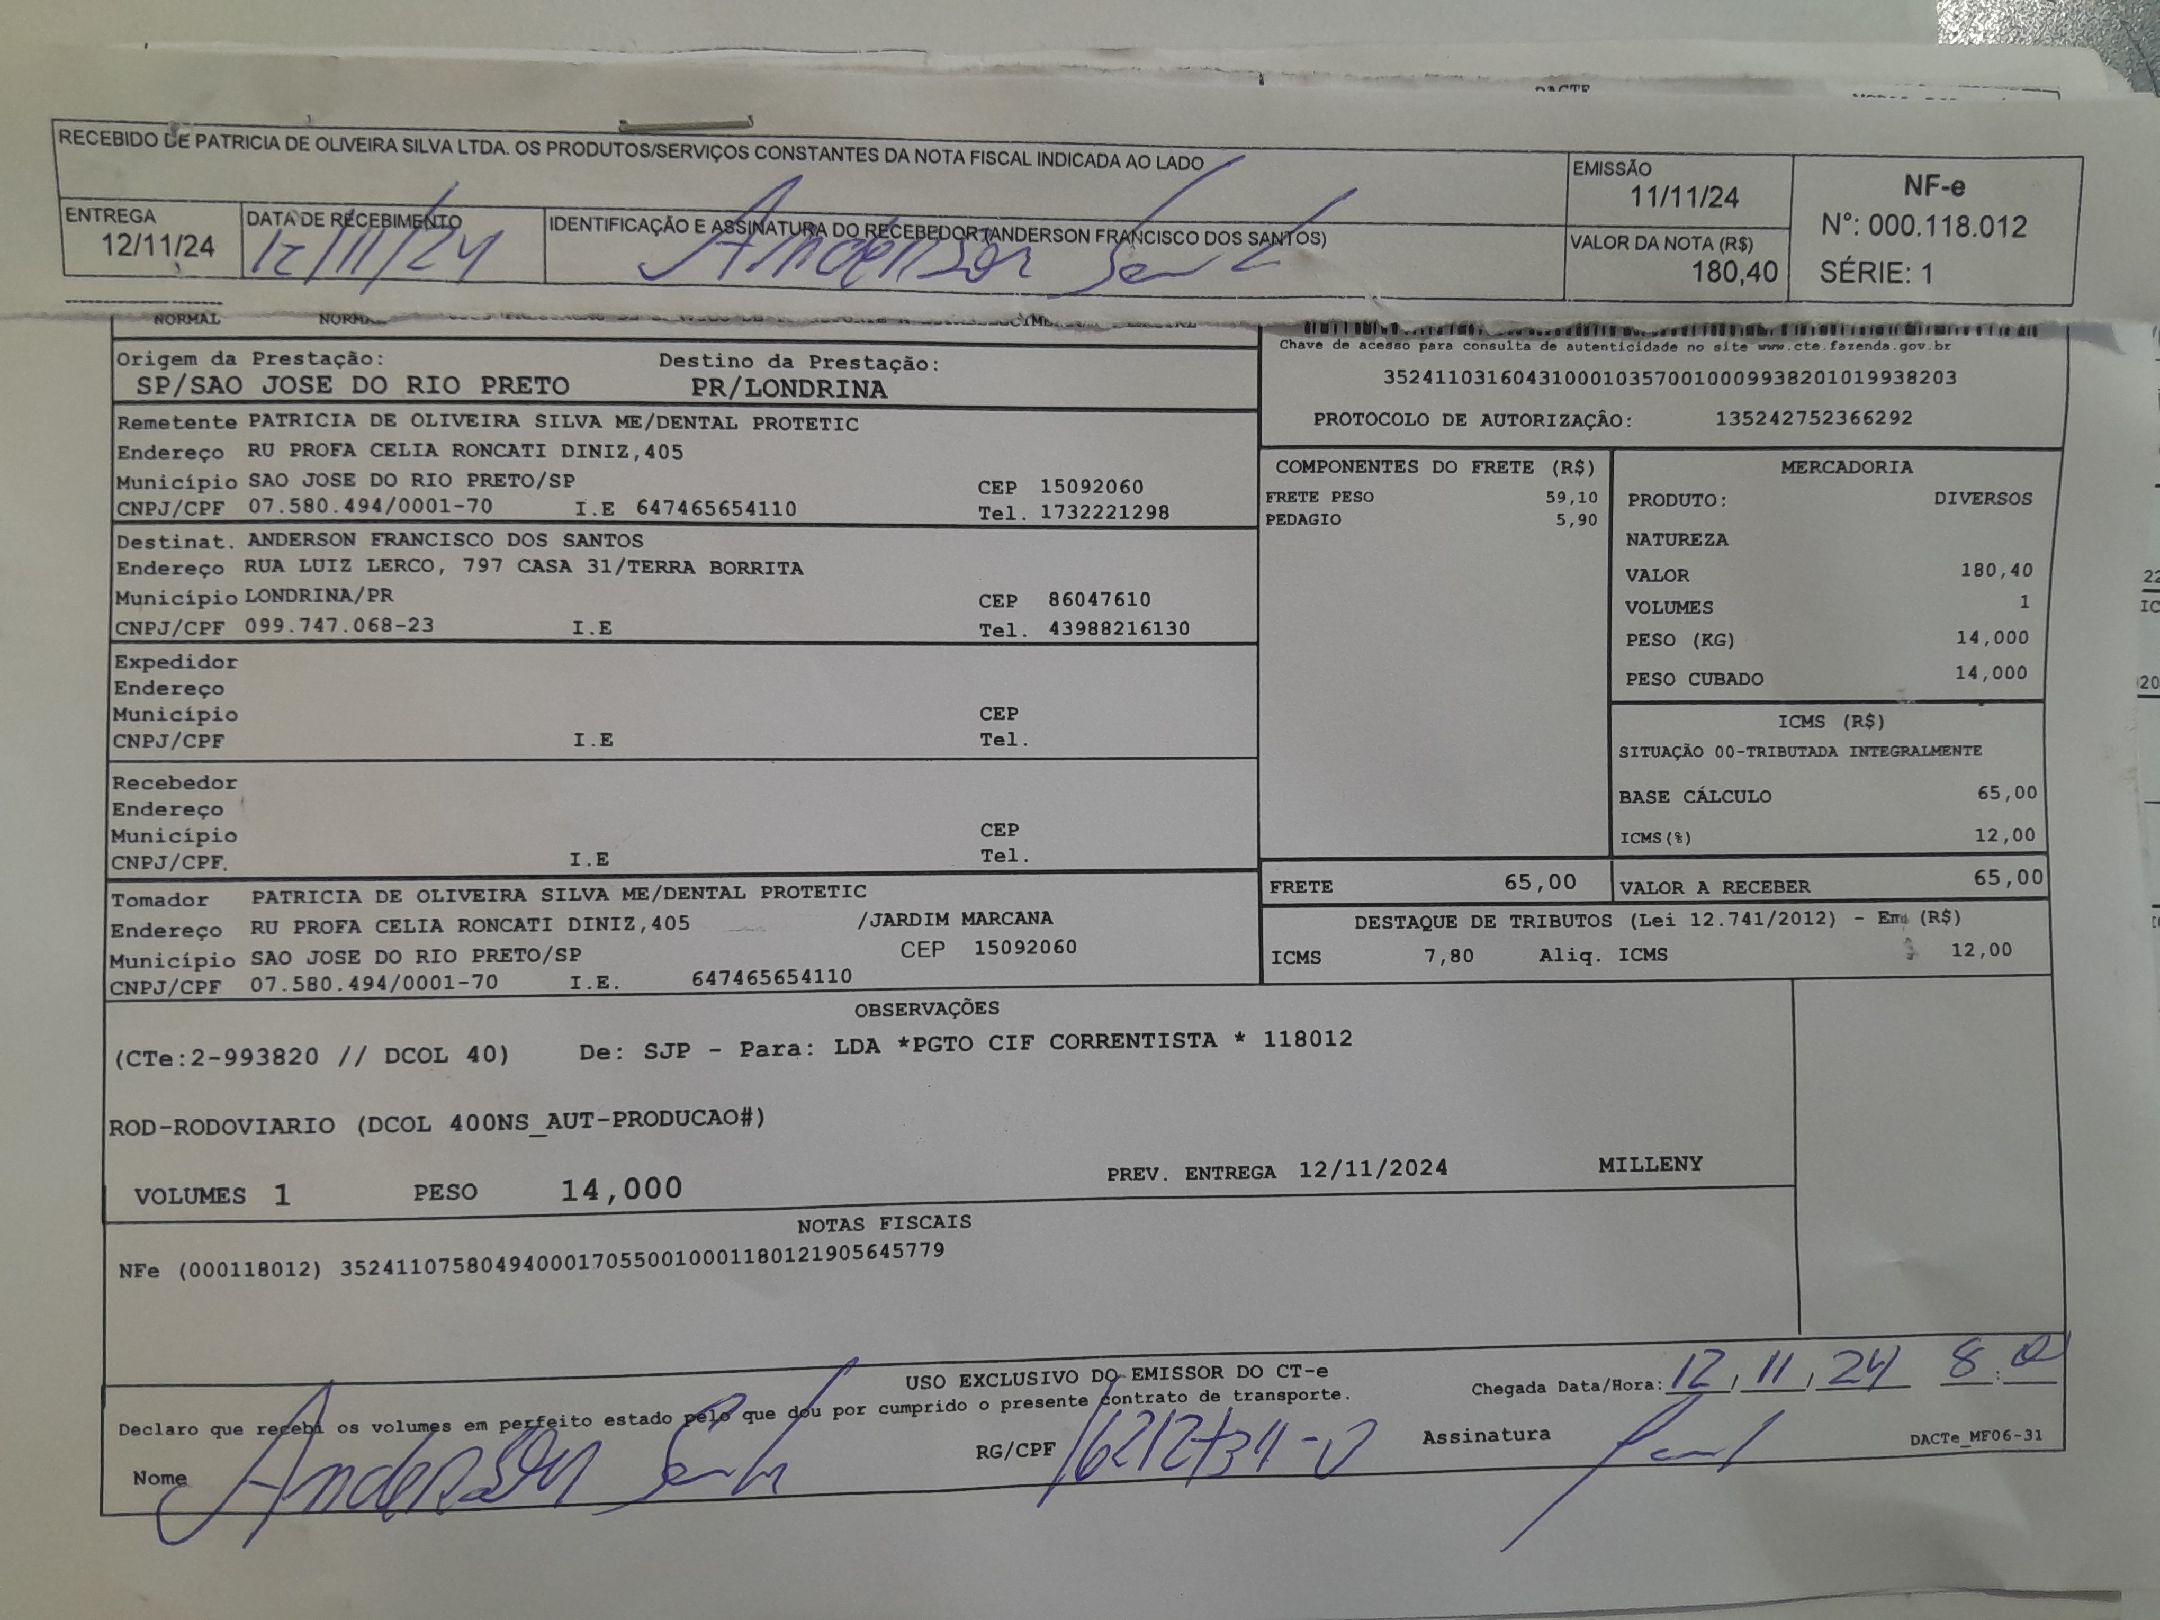 DACTE
RECEBIDO DE PATRICIA DE OLIVEIRA SILVA LTDA. OS PRODUTOS/SERVIÇOS CONSTANTES DA NOTA FISCAL INDICADA AO LADO
EMISSÃO
11/11/24
NF-e
Nº: 000.118.012
SÉRIE: 1
ENTREGA
12/11/24
DATA DE RECEBIMENTO
12/11/24
IDENTIFICAÇÃO E ASSINATURA DO RECEBEDOR (ANDERSON FRANCISCO DOS SANTOS)
Anderson
VALOR DA NOTA (R$)
180,40
NORMAL
Origem da Prestação:
SP/SAO JOSE DO RIO PRETO
Destino da Prestação:
PR/LONDRINA
Chave de acesso para consulta de autenticidade no site www.cte.fazenda.gov.br
35241103160431000103570010009938201019938203
PROTOCOLO DE AUTORIZAÇÃO: 135242752366292
Remetente PATRICIA DE OLIVEIRA SILVA ME/DENTAL PROTETIC
Endereço RU PROFA CELIA RONCATI DINIZ,405
Município SAO JOSE DO RIO PRETO/SP CEP 15092060
CNPJ/CPF 07.580.494/0001-70 I.E 647465654110 Tel. 1732221298
Destinat. ANDERSON FRANCISCO DOS SANTOS
Endereço RUA LUIZ LERCO, 797 CASA 31/TERRA BORRITA
Município LONDRINA/PR CEP 86047610
CNPJ/CPF 099.747.068-23 I.E Tel. 43988216130
Expedidor
Endereço
Município CEP
CNPJ/CPF I.E Tel.
Recebedor
Endereço
Município CEP
CNPJ/CPF. I.E Tel.
Tomador PATRICIA DE OLIVEIRA SILVA ME/DENTAL PROTETIC
Endereço RU PROFA CELIA RONCATI DINIZ,405 /JARDIM MARCANA
Município SAO JOSE DO RIO PRETO/SP CEP 15092060
CNPJ/CPF 07.580.494/0001-70 I.E. 647465654110
COMPONENTES DO FRETE (R$)
FRETE PESO 59,10
PEDAGIO 5,90
MERCADORIA
PRODUTO: DIVERSOS
NATUREZA
VALOR 180,40
VOLUMES 1
PESO (KG) 14,000
PESO CUBADO 14,000
ICMS (R$)
SITUAÇÃO 00-TRIBUTADA INTEGRALMENTE
BASE CÁLCULO 65,00
ICMS(%) 12,00
FRETE 65,00 VALOR A RECEBER 65,00
DESTAQUE DE TRIBUTOS (Lei 12.741/2012) - Em (R$)
ICMS 7,80 Aliq. ICMS 12,00
OBSERVAÇÕES
(CTe:2-993820 // DCOL 40) De: SJP - Para: LDA *PGTO CIF CORRENTISTA * 118012
ROD-RODOVIARIO (DCOL 400NS_AUT-PRODUCAO#)
VOLUMES 1 PESO 14,000 PREV. ENTREGA 12/11/2024 MILLENY
NOTAS FISCAIS
NFe (000118012) 35241107580494000170550010001180121905645779
USO EXCLUSIVO DO EMISSOR DO CT-e
Declaro que recebi os volumes em perfeito estado pelo que dou por cumprido o presente contrato de transporte.
Chegada Data/Hora: 12, 11, 24 8:
Nome Anderson RG/CPF Assinatura DACTe_MF06-31